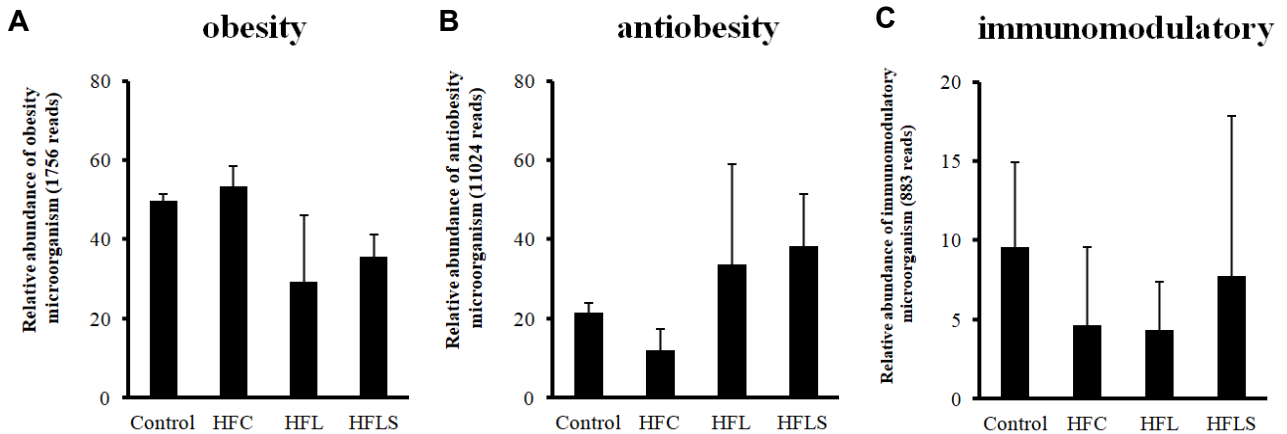 A
obesity
Relative abundance of obesity
microorganism (1756 reads)
80
60
40
20
0
Control HFC HFL HFLS
B
antiobesity
Relative abundance of antiobesity
microorganism (11024 reads)
80
60
40
20
0
Control HFC HFL HFLS
C
immunomodulatory
Relative abundance of immunomodulatory
microorganism (883 reads)
20
15
10
5
0
Control HFC HFL HFLS